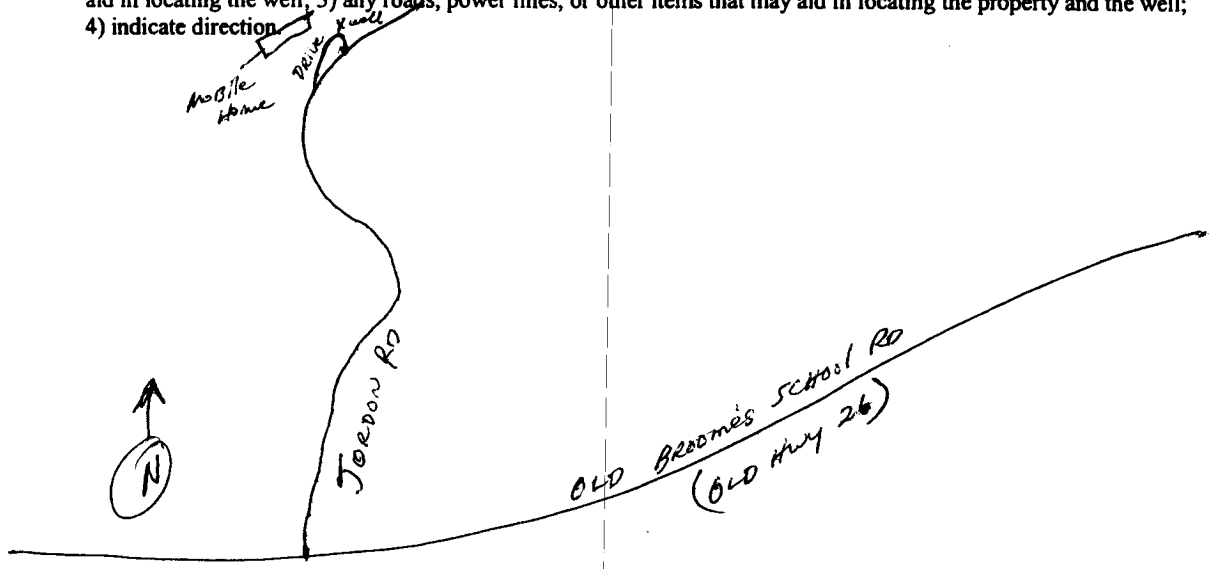 aid in locating the well; 3) any roads, power lines, or other items that may aid in locating the property and the well;
4) indicate direction.
X well
DRIVE
MOBILE
HOME
JORDON RD
OLD BROOME'S SCHOOL RD
(OLD HWY 26)
N